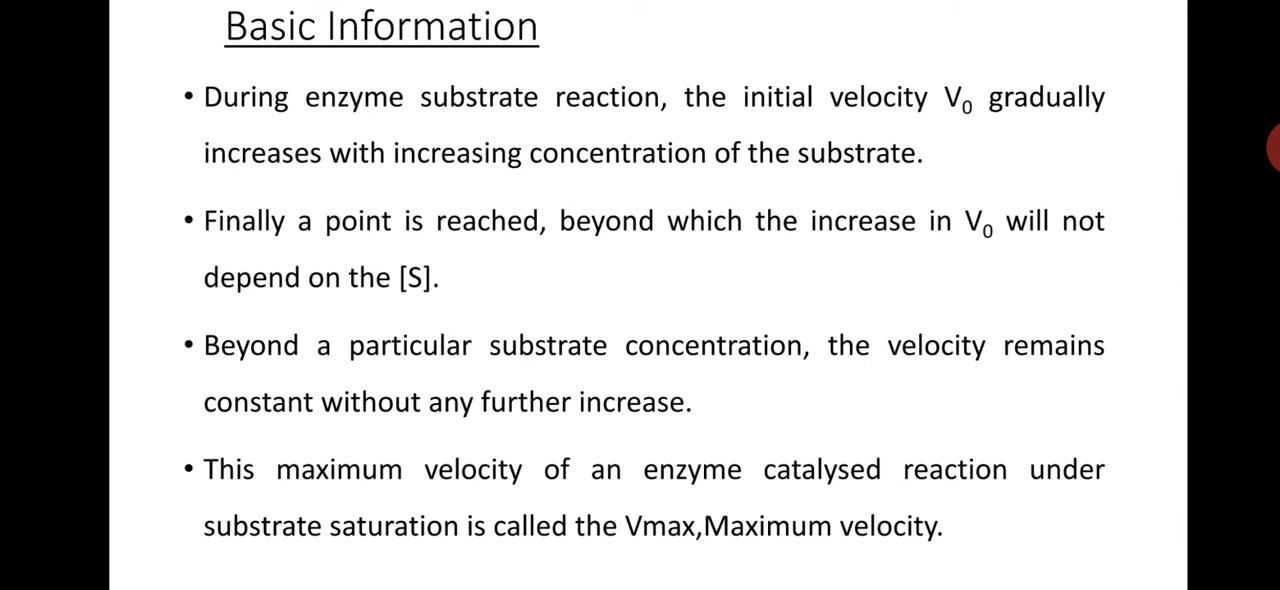 Basic Information
• During enzyme substrate reaction, the initial velocity V₀ gradually
increases with increasing concentration of the substrate.
• Finally a point is reached, beyond which the increase in V₀ will not
depend on the [S].
• Beyond a particular substrate concentration, the velocity remains
constant without any further increase.
• This maximum velocity of an enzyme catalysed reaction under
substrate saturation is called the Vmax,Maximum velocity.